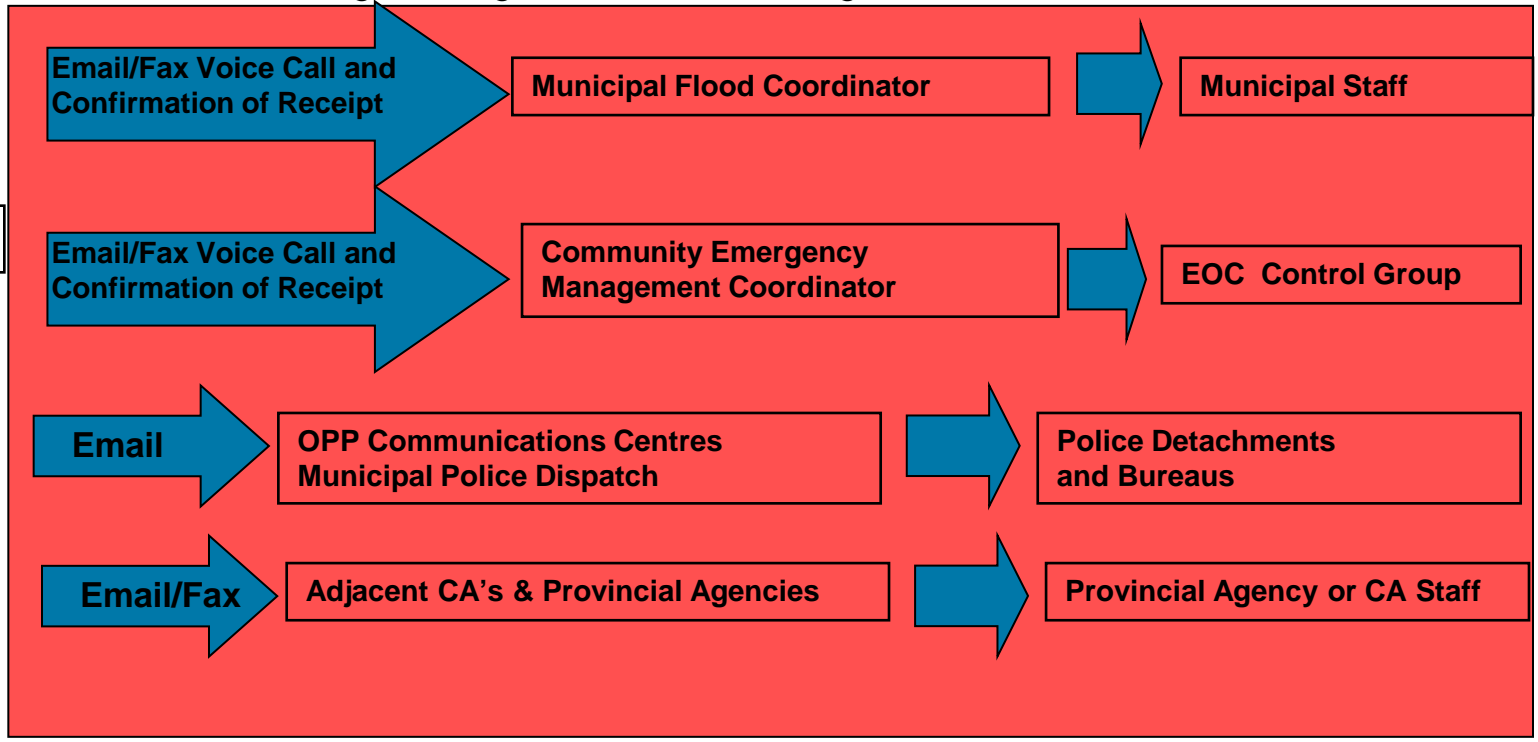 Email/Fax Voice Call and
Confirmation of Receipt
Municipal Flood Coordinator
Municipal Staff
Email/Fax Voice Call and
Confirmation of Receipt
Community Emergency
Management Coordinator
EOC  Control Group
Email
OPP Communications Centres
Municipal Police Dispatch
Police Detachments
and Bureaus
Email/Fax
Adjacent CA's & Provincial Agencies
Provincial Agency or CA Staff